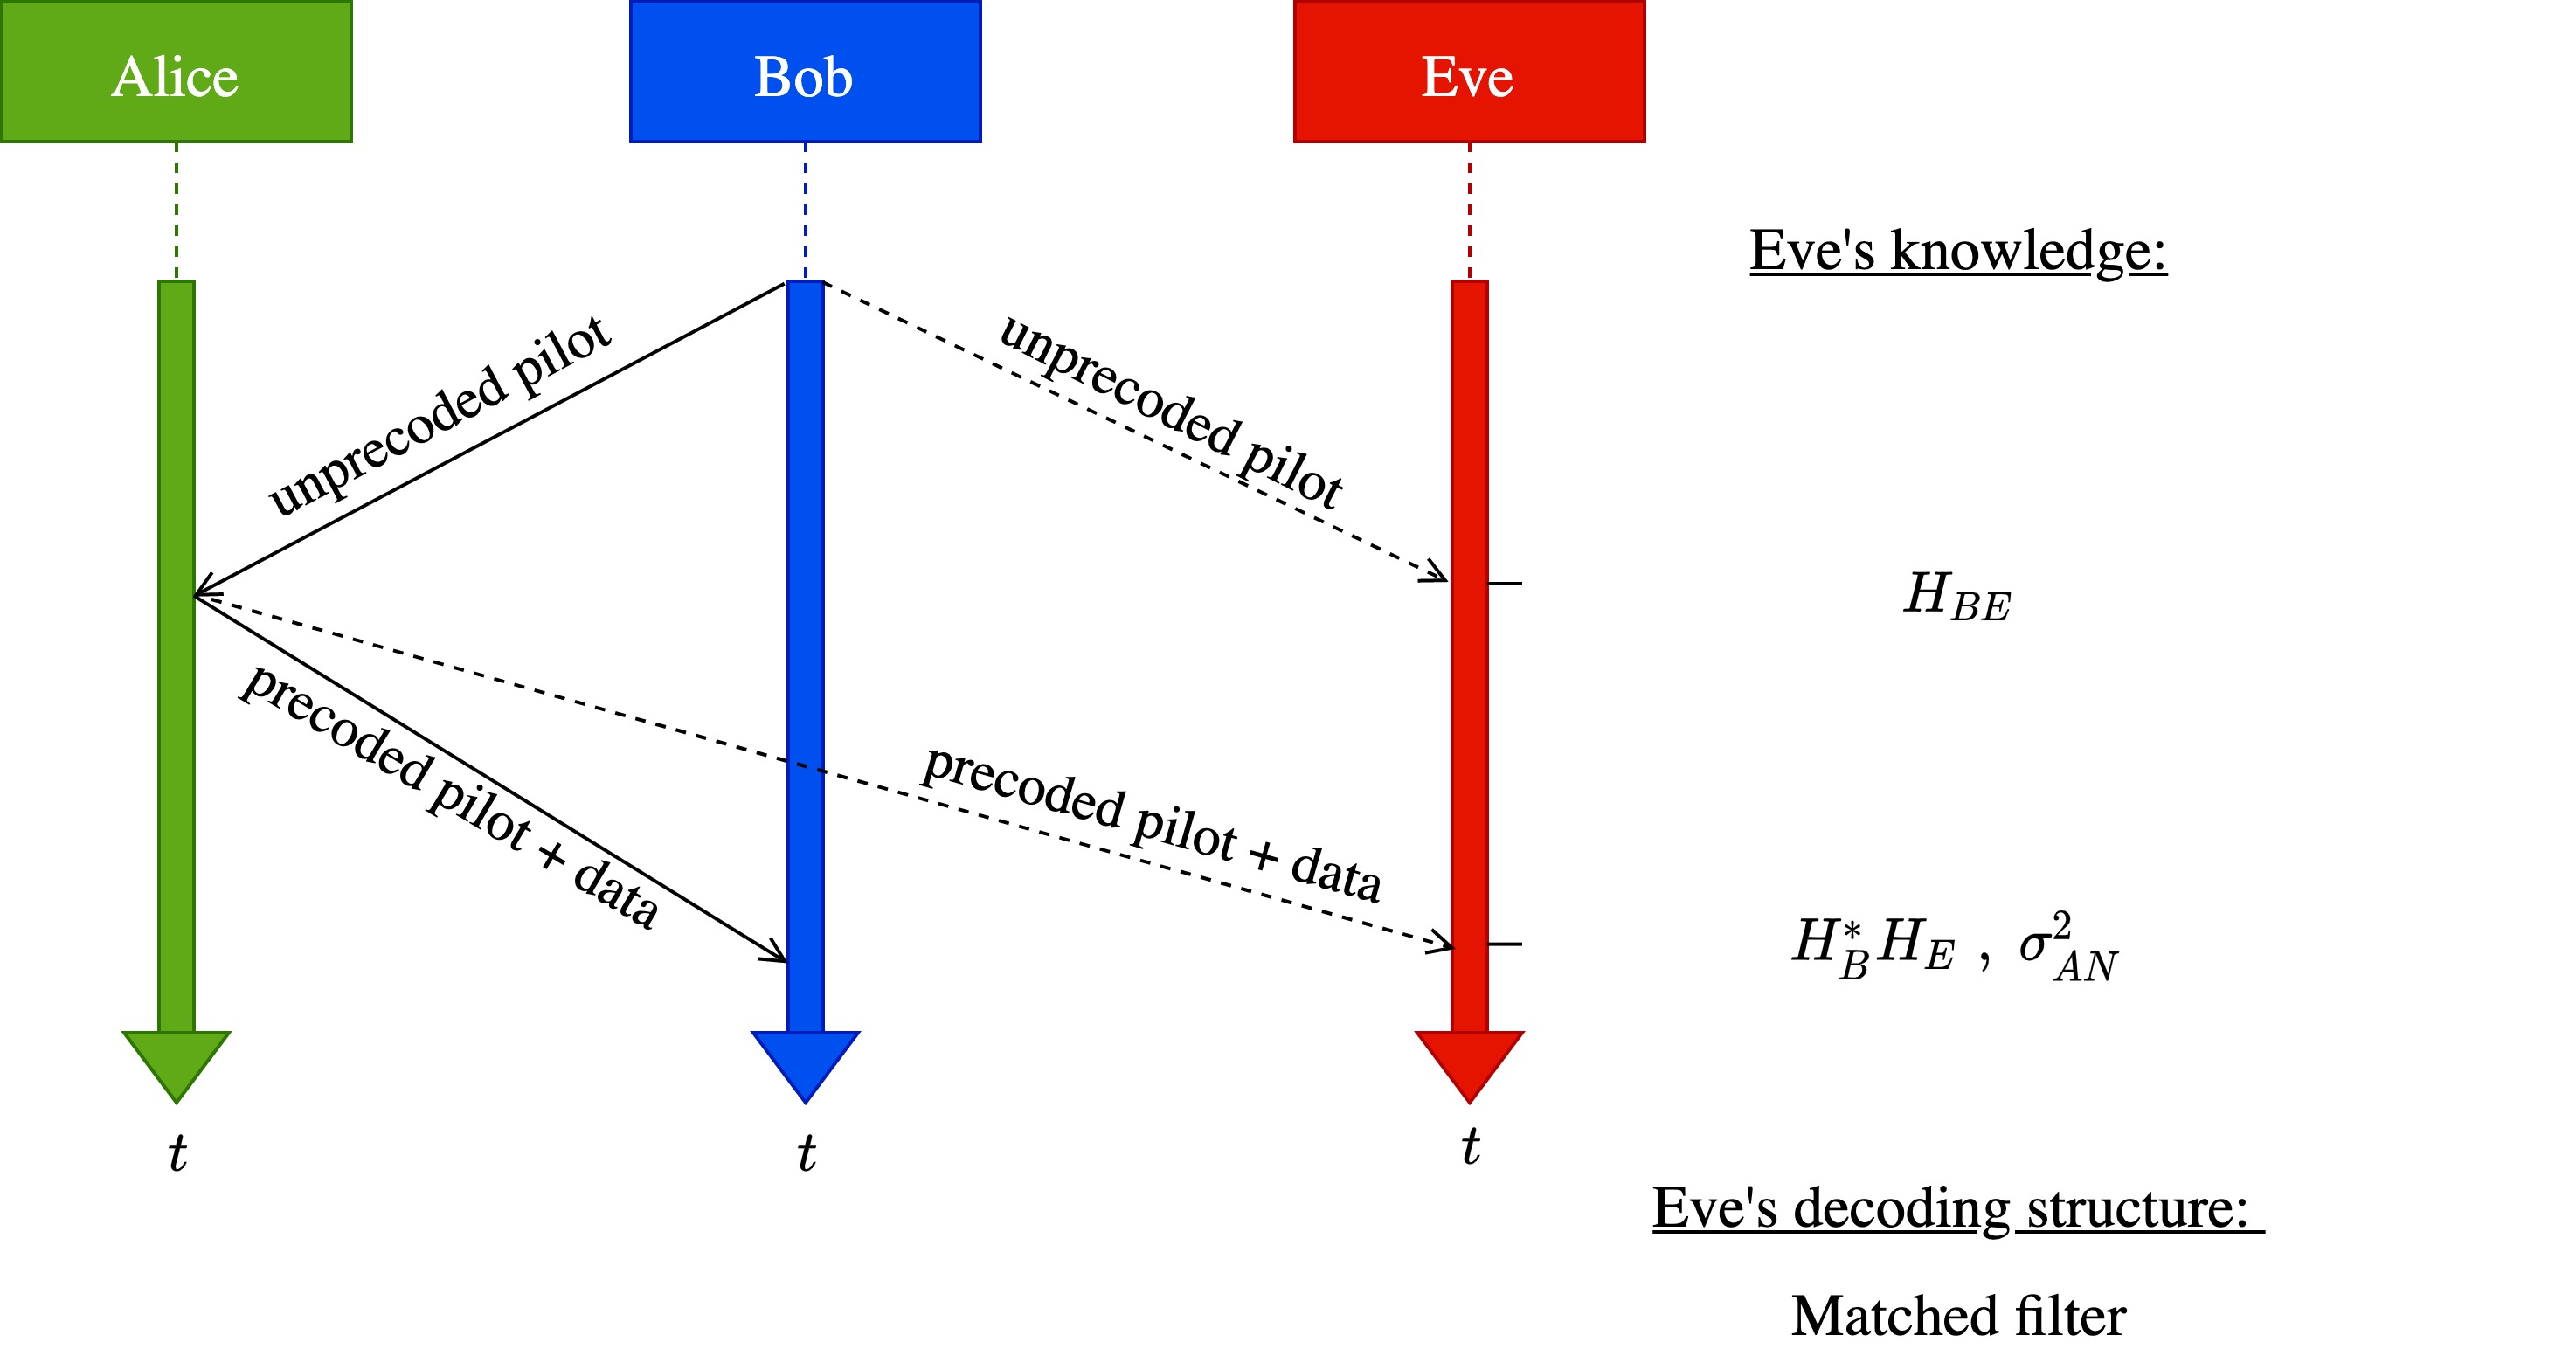 Alice
Bob
Eve
Eve's knowledge:
unprecoded pilot
unprecoded pilot
H_{BE}
precoded pilot + data
precoded pilot + data
H_B^* H_E , σ_{AN}^2
t
t
t
Eve's decoding structure:
Matched filter